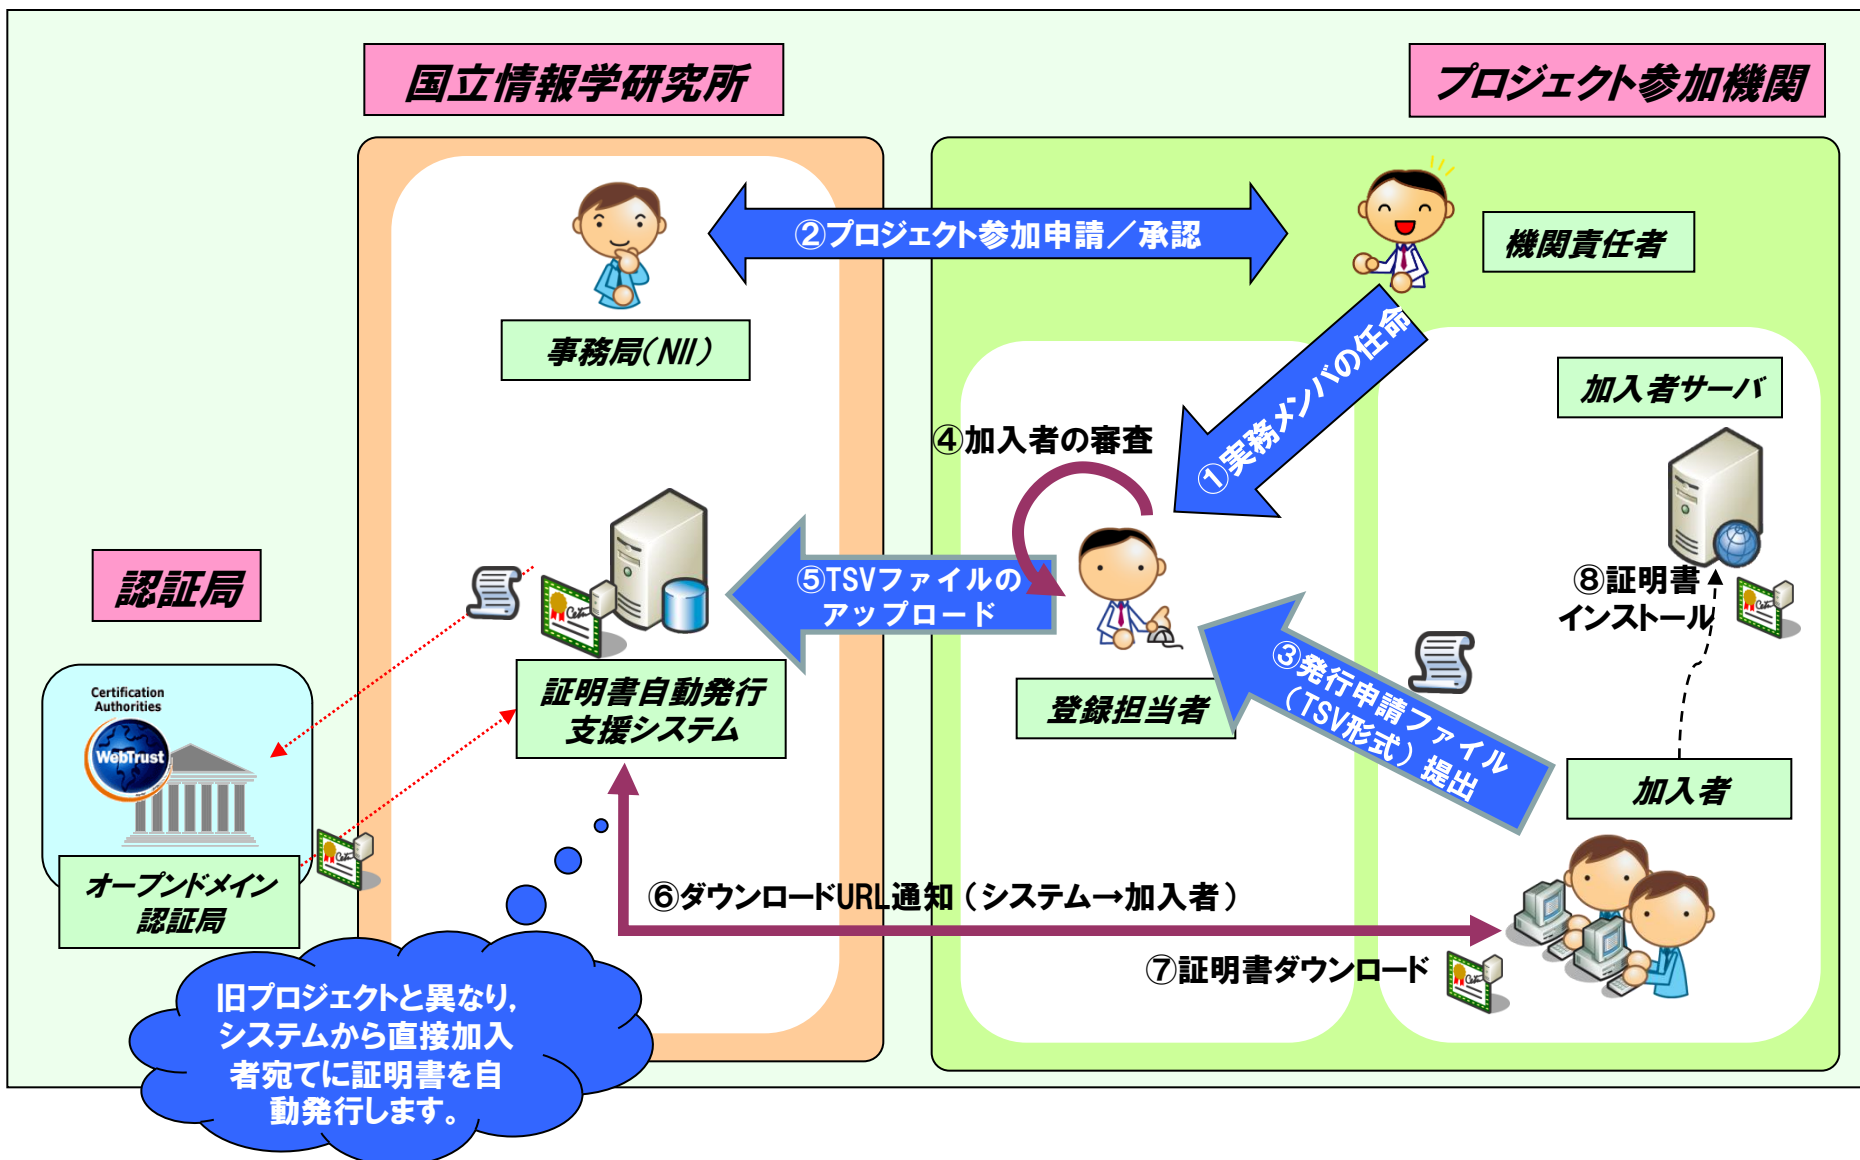 国立情報学研究所
プロジェクト参加機関
②プロジェクト参加申請／承認
機関責任者
事務局（NII）
①実務メンバの任命
加入者サーバ
④加入者の審査
認証局
⑤TSVファイルの
アップロード
⑧証明書
インストール
③発行申請ファイル
（TSV形式）提出
証明書自動発行
支援システム
登録担当者
加入者
Certification
Authorities
WebTrust
オープンドメイン
認証局
⑥ダウンロードURL通知（システム→加入者）
⑦証明書ダウンロード
旧プロジェクトと異なり,
システムから直接加入
者宛てに証明書を自
動発行します。